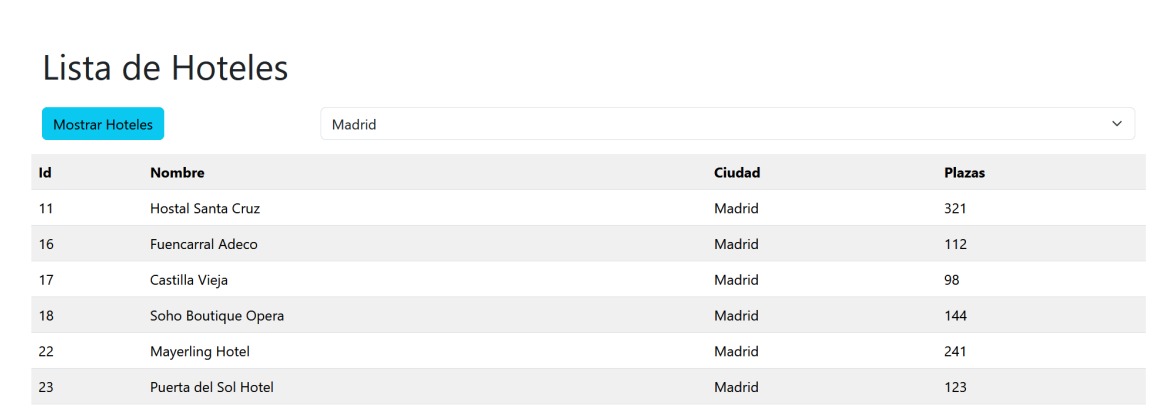 Lista de Hoteles
Mostrar Hoteles Madrid
Id Nombre Ciudad Plazas
11 Hostal Santa Cruz Madrid 321
16 Fuencarral Adeco Madrid 112
17 Castilla Vieja Madrid 98
18 Soho Boutique Opera Madrid 144
22 Mayerling Hotel Madrid 241
23 Puerta del Sol Hotel Madrid 123